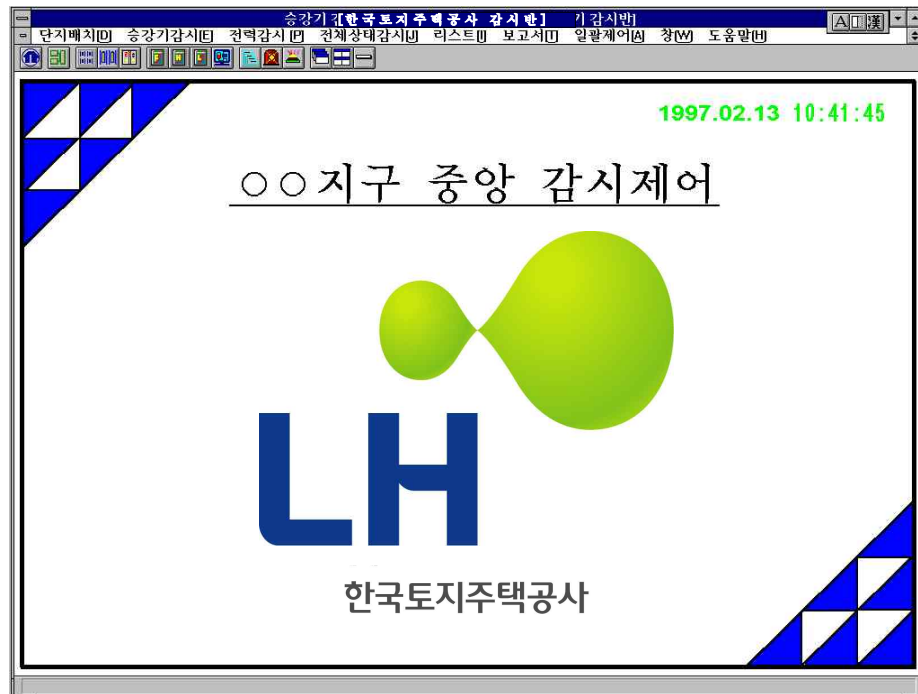 승강기 [한국토지주택공사 감시반] 기감시반]
A 漢
단지배치[D] 승강기감시[E] 전력감시[P] 전체상태감시[J] 리스트[I] 보고서[T] 일괄제어[A] 창[W] 도움말[H]
1997.02.13 10:41:45
○○지구 중앙 감시제어
LH
한국토지주택공사